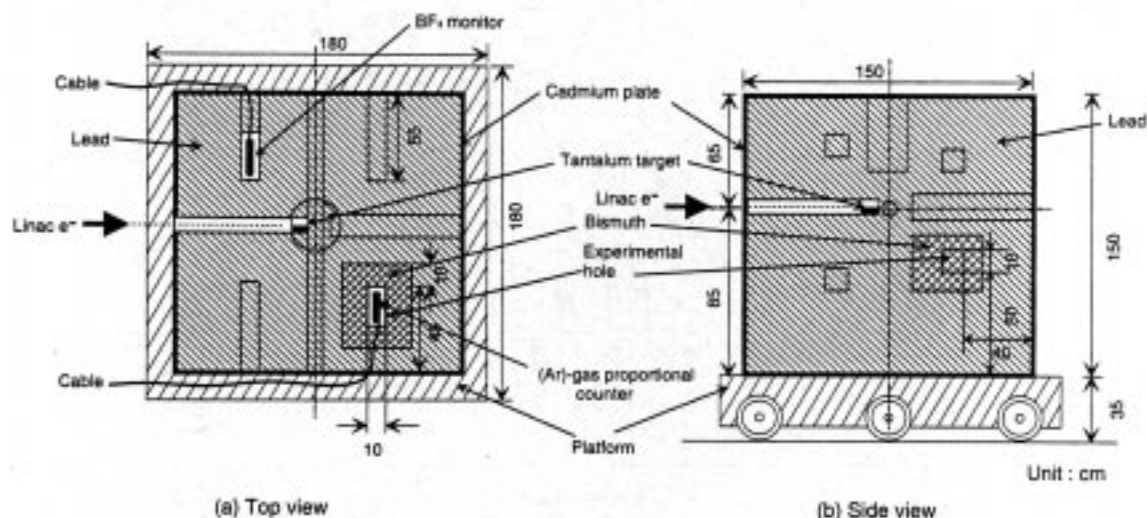 BF₃ monitor
180
Cable
Lead
55
Linac e⁻
180
10
40
Cable
10
(Ar)-gas proportional
counter
Cadmium plate
Tantalum target
Bismuth
Experimental
hole
Platform
(a) Top view
150
65
Lead
Linac e⁻
85
10
60
40
150
35
Unit : cm
(b) Side view